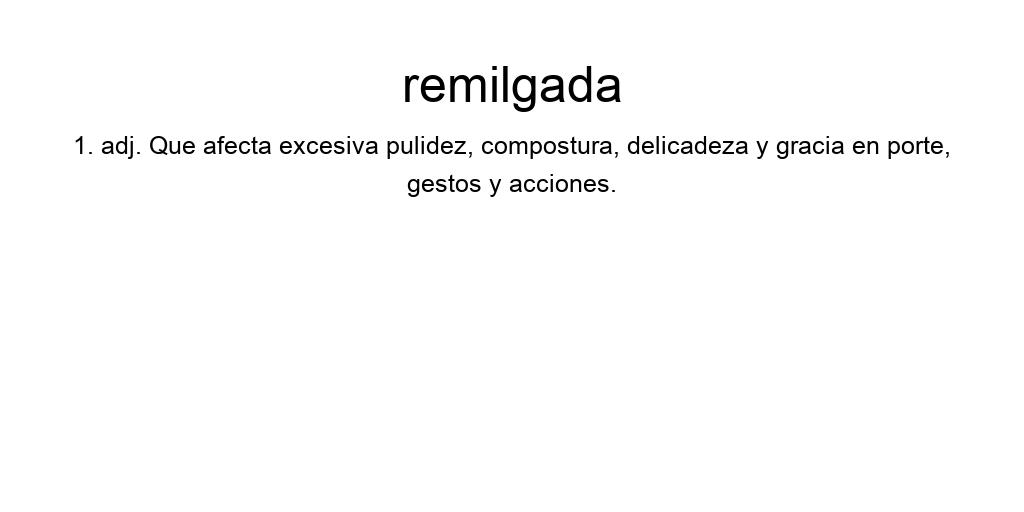 remilgada
1. adj. Que afecta excesiva pulidez, compostura, delicadeza y gracia en porte,
gestos y acciones.